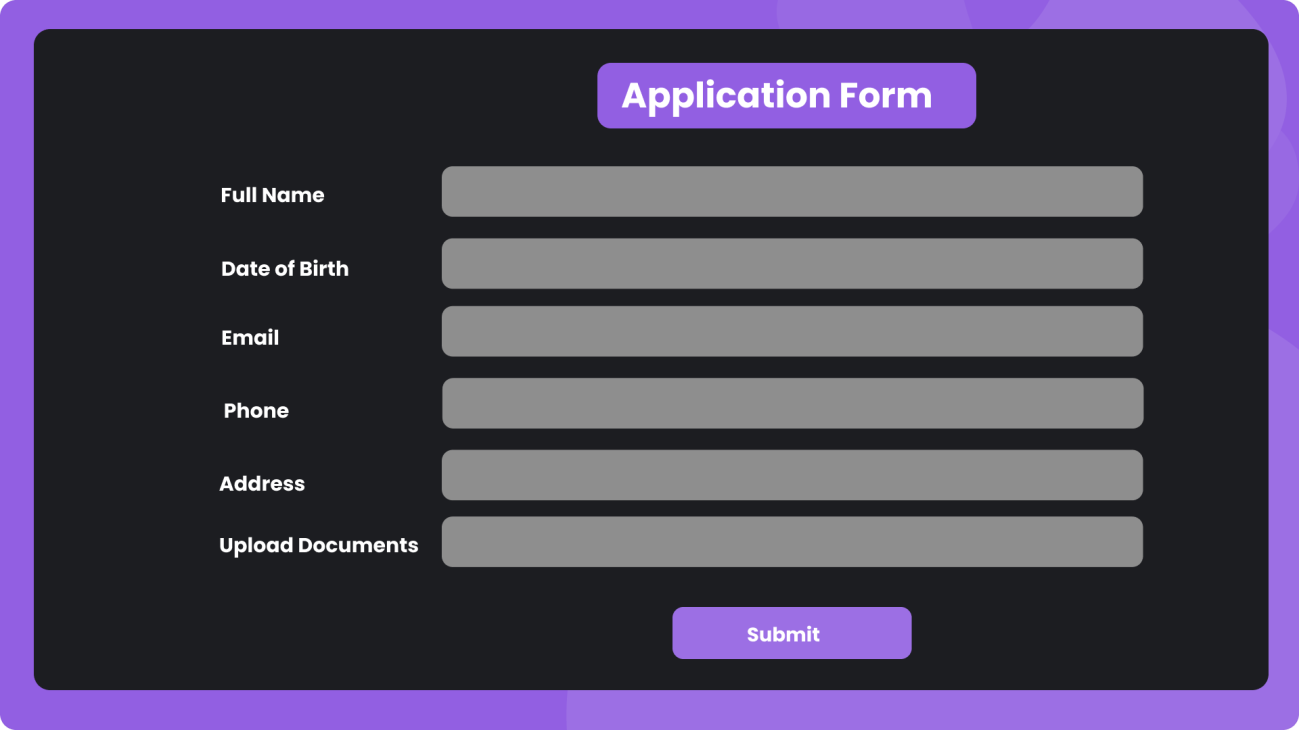 Application Form
Full Name
Date of Birth
Email
Phone
Address
Upload Documents
Submit